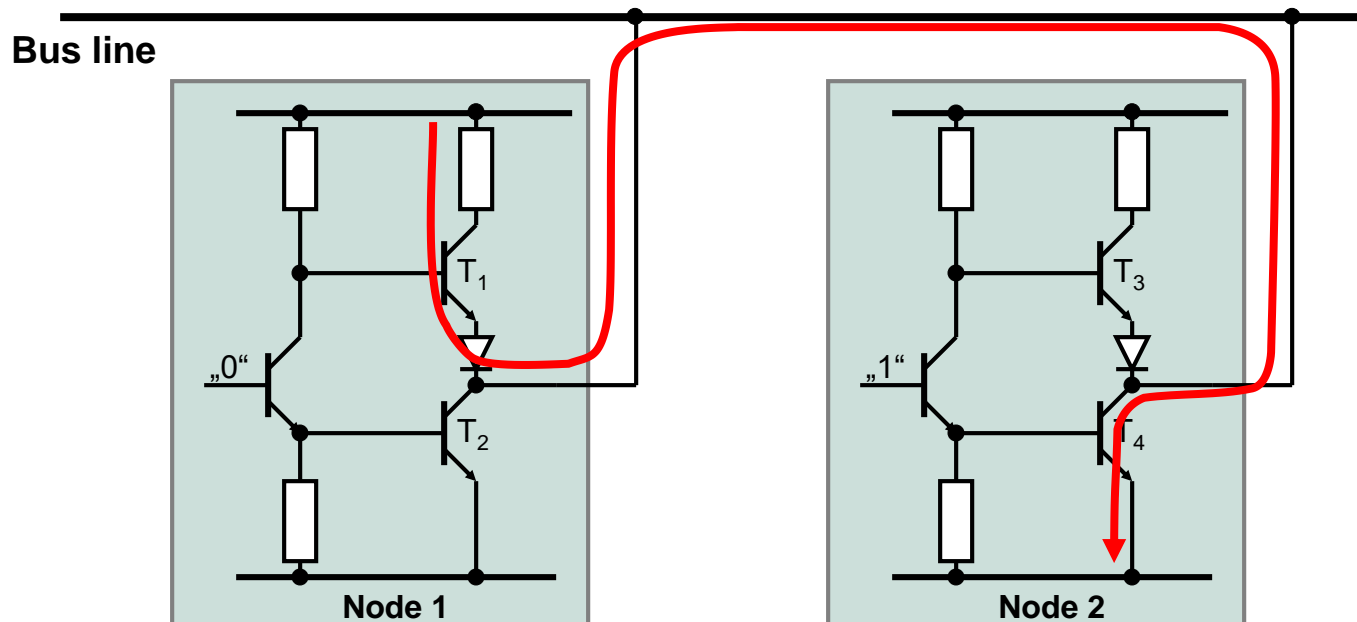 Bus line
T1
T3
„0“
„1“
T2
T4
Node 1
Node 2